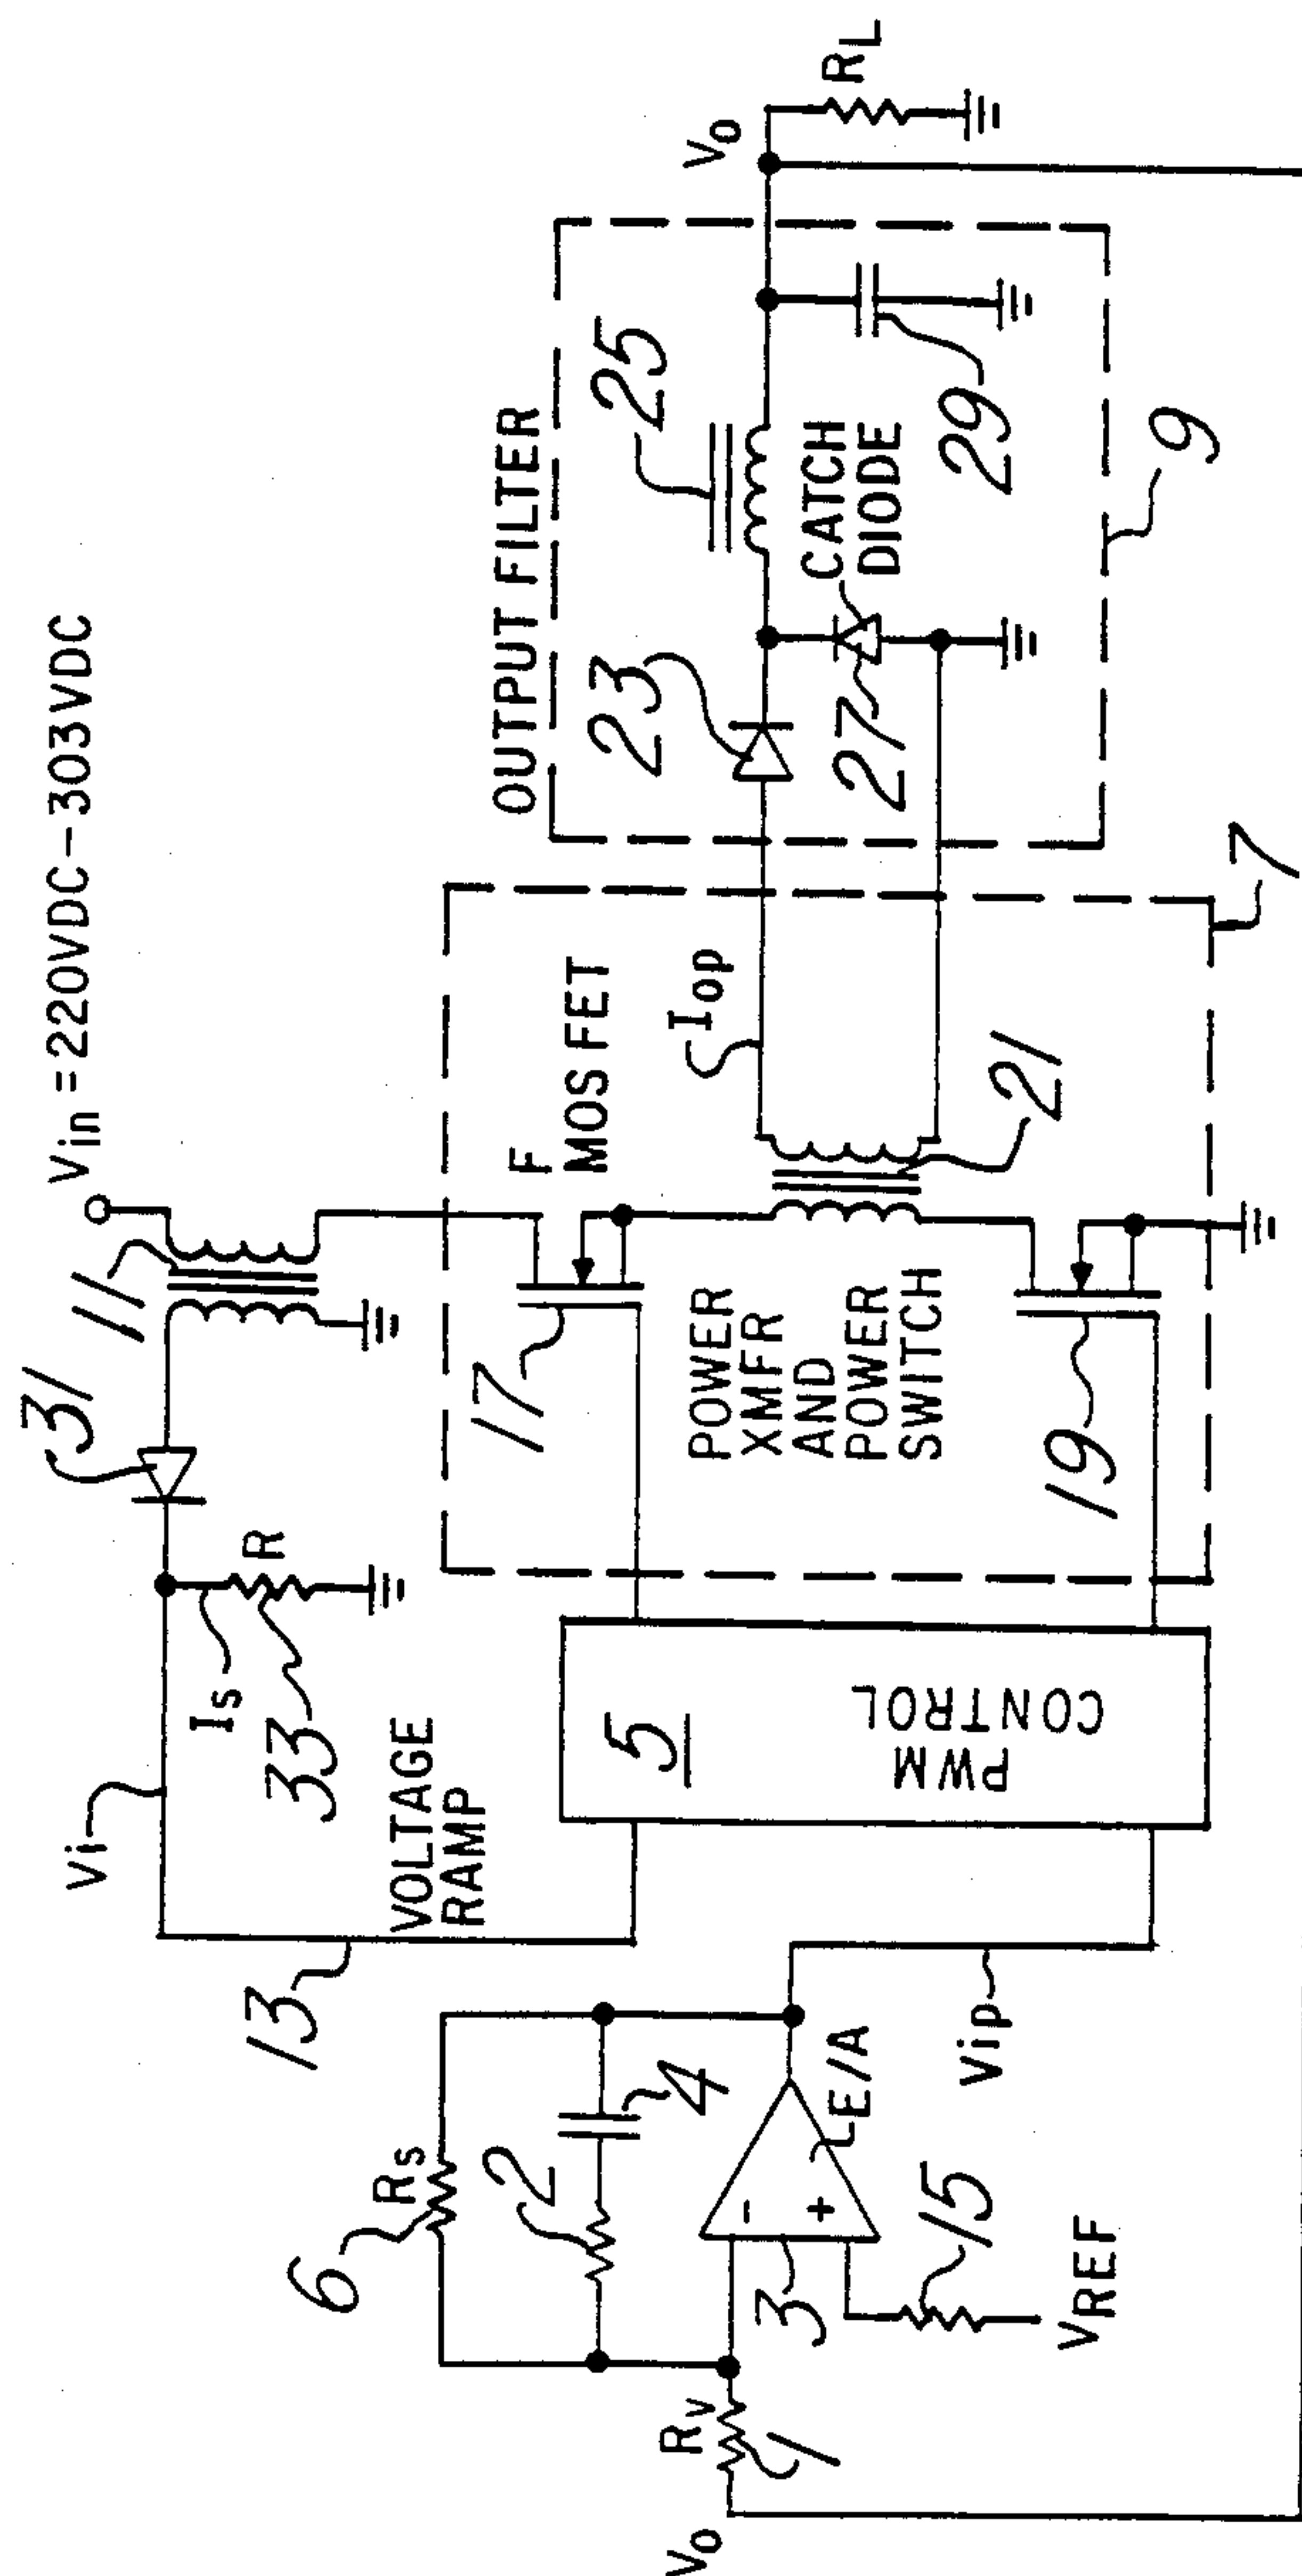 Vin = 220VDC-303VDC
31
11
Vi
Is
R
33
VOLTAGE
RAMP
13
F
MOSFET
17
Iop
OUTPUT FILTER
23
25
Vo
RL
CATCH
DIODE
27
29
9
7
21
POWER
XMFR
AND
POWER
SWITCH
19
5
PWM
CONTROL
6
Rs
2
4
-
+
E/A
3
15
VREF
Vip
Rv
1
Vo